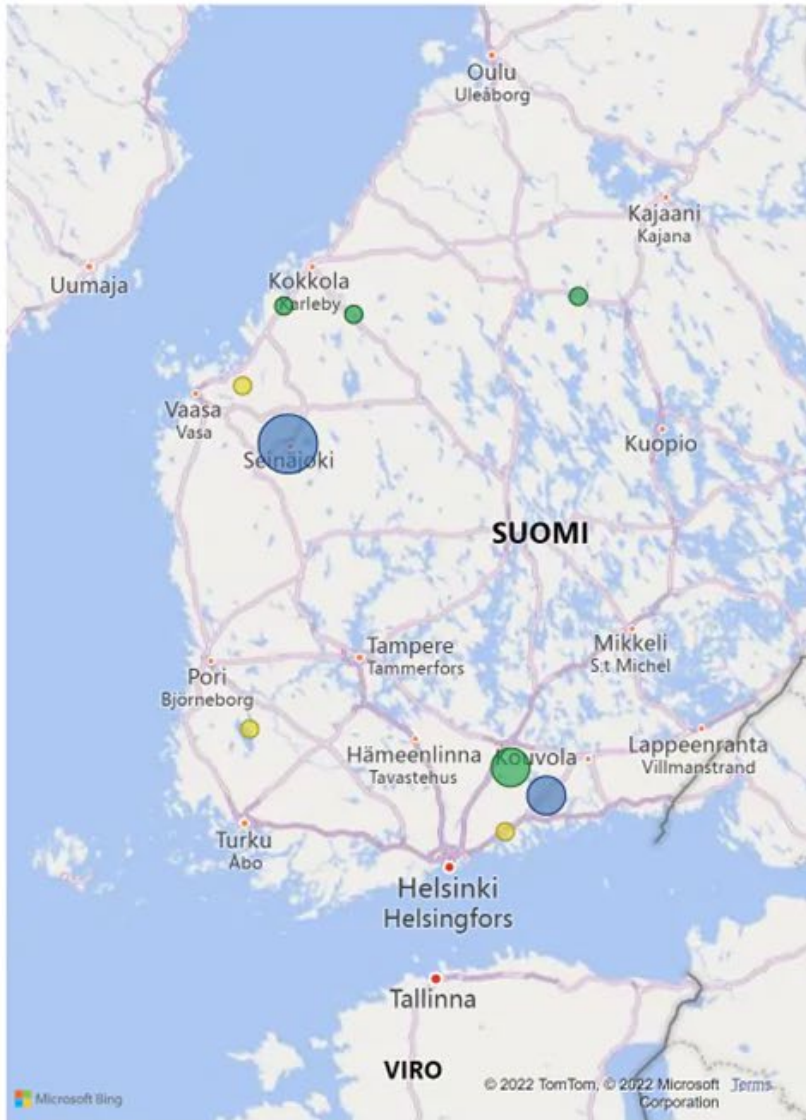 Oulu
Uleåborg
Kajaani
Kajana
Uumaja
Kokkola
Karleby
Vaasa
Vasa
Seinäjoki
Kuopio
SUOMI
Tampere
Tammerfors
Mikkeli
S:t Michel
Pori
Björneborg
Hämeenlinna
Tavastehus
Kouvola
Lappeenranta
Villmanstrand
Turku
Åbo
Helsinki
Helsingfors
Tallinna
VIRO
Microsoft Bing
© 2022 TomTom, © 2022 Microsoft Corporation
Terms